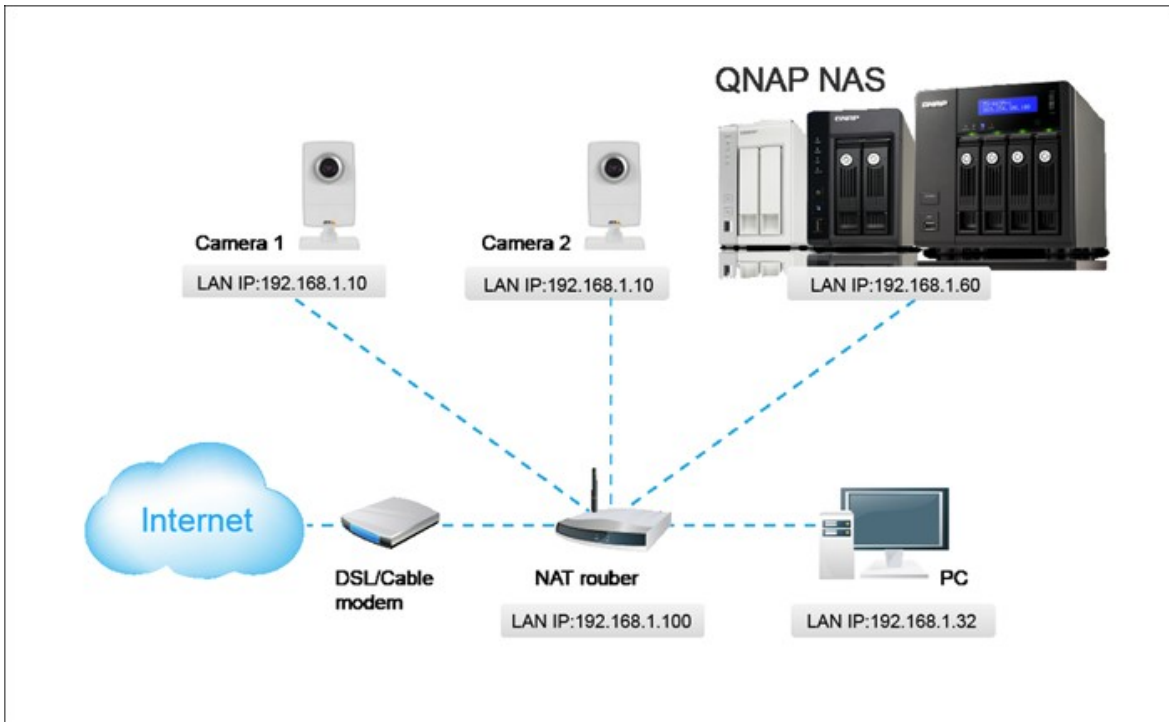 QNAP NAS
QNAP
QNAP
Camera 1
Camera 2
LAN IP:192.168.1.10
LAN IP:192.168.1.10
LAN IP:192.168.1.60
Internet
DSL/Cable
modem
NAT rouber
PC
LAN IP:192.168.1.100
LAN IP:192.168.1.32